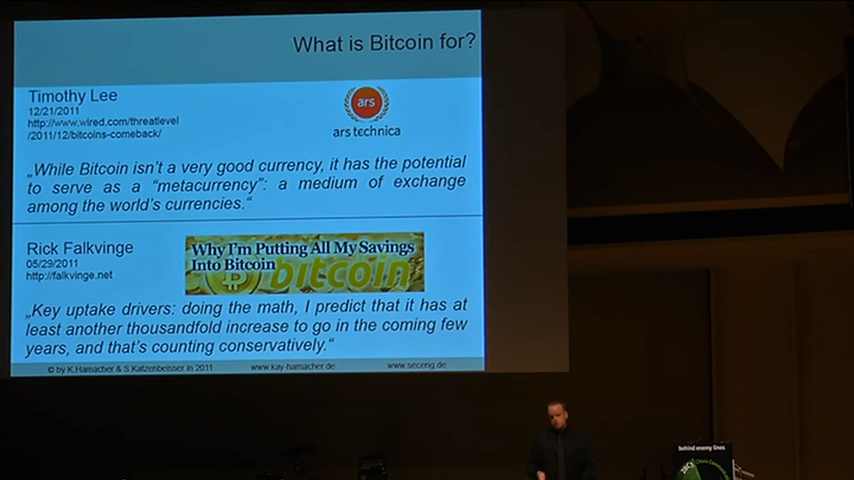 What is Bitcoin for?
Timothy Lee
12/21/2011
http://www.wired.com/threatlevel
/2011/12/bitcoins-comeback/
ars
ars technica
„While Bitcoin isn't a very good currency, it has the potential
to serve as a "metacurrency": a medium of exchange
among the world's currencies."
Rick Falkvinge
05/29/2011
http://falkvinge.net
Why I'm Putting All My Savings
Into Bitcoin
bitcoin
„Key uptake drivers: doing the math, I predict that it has at
least another thousandfold increase to go in the coming few
years, and that's counting conservatively."
© by K.Hamacher & S.Katzenbeisser in 2011 www.kay-hamacher.de www.seceng.de
behind enemy lines